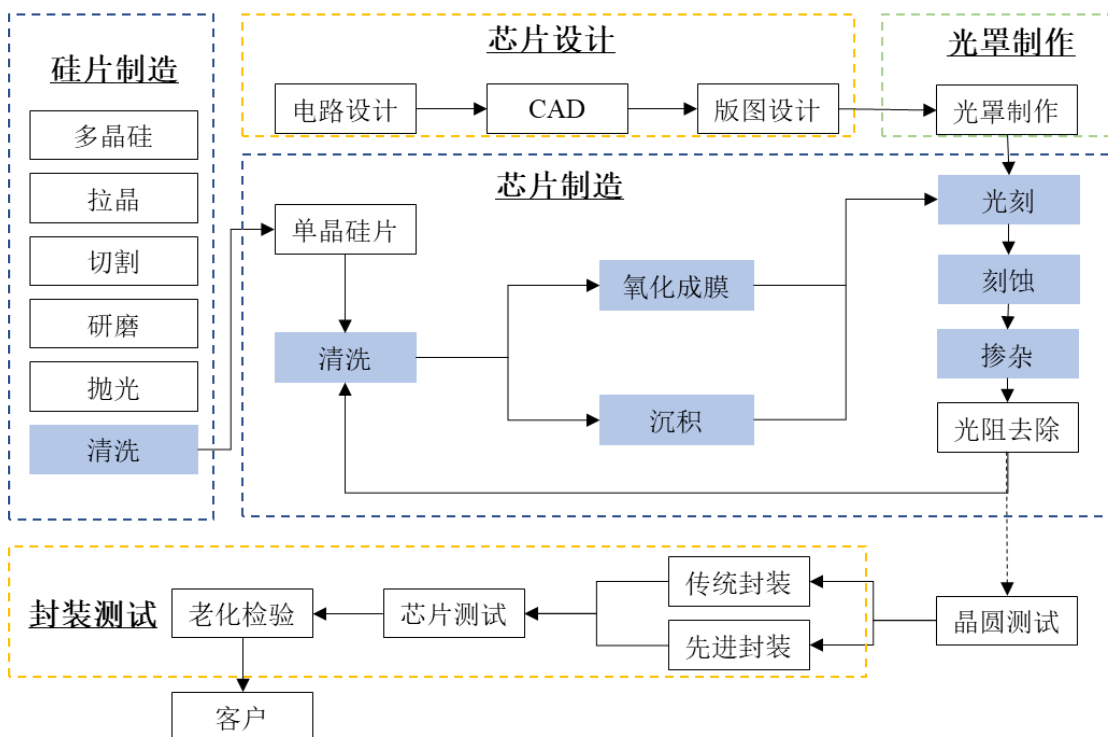 硅片制造
多晶硅
拉晶
切割
研磨
抛光
清洗
芯片设计
电路设计
CAD
版图设计
光罩制作
光罩制作
芯片制造
单晶硅片
清洗
氧化成膜
沉积
光刻
刻蚀
掺杂
光阻去除
晶圆测试
封装测试
传统封装
先进封装
芯片测试
老化检验
客户